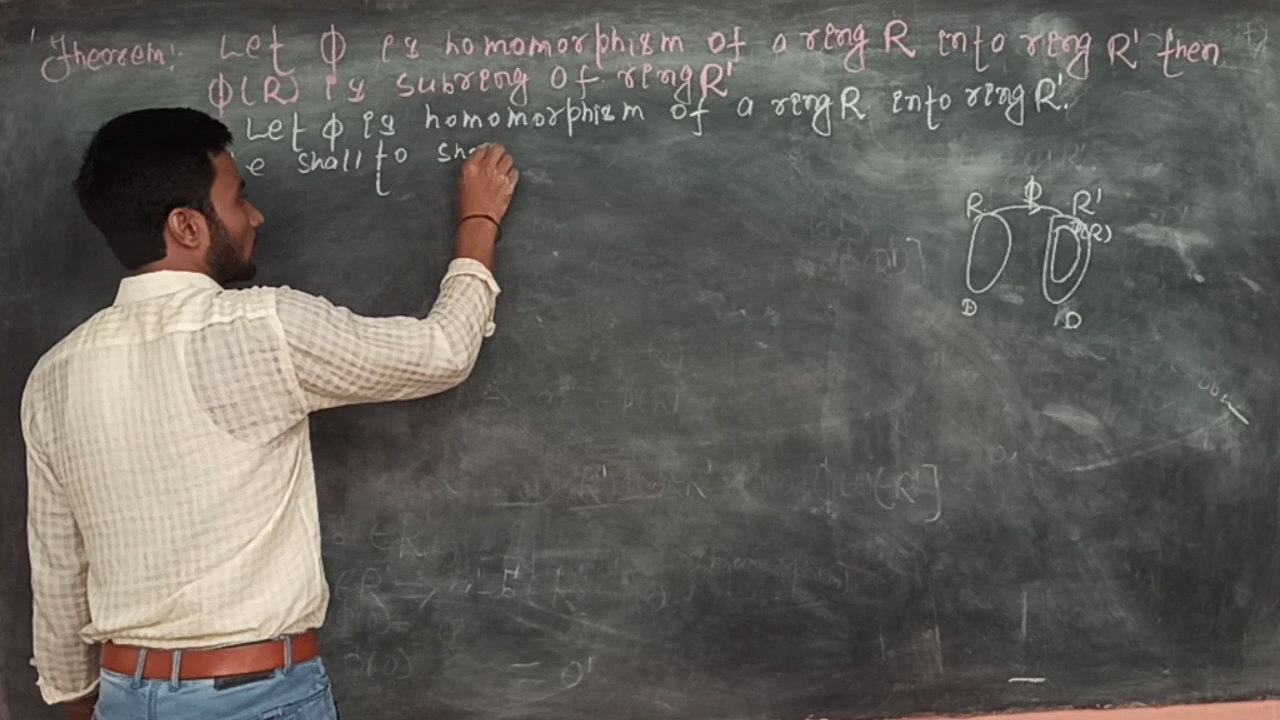 Theorem: Let ϕ is homomorphism of a ring R into ring R' then
ϕ(R) is subring of ring R'
Let ϕ is homomorphism of a ring R into ring R'.
e shall to sh
ϕ
R R'
ϕ(R)
D D